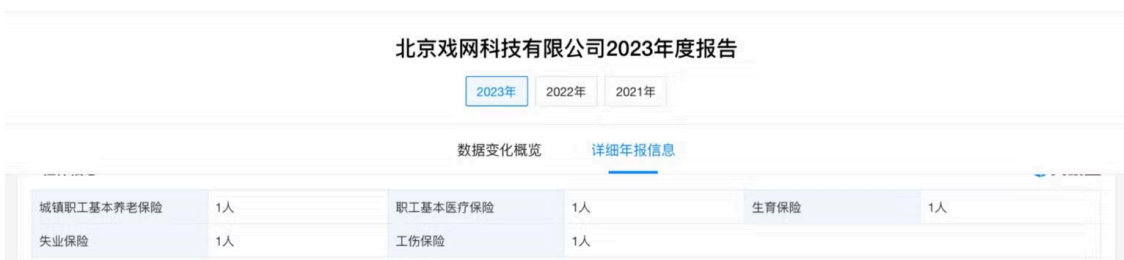 北京戏网科技有限公司2023年度报告
2023年 2022年 2021年
数据变化概览 详细年报信息
城镇职工基本养老保险 1人 职工基本医疗保险 1人 生育保险 1人
失业保险 1人 工伤保险 1人